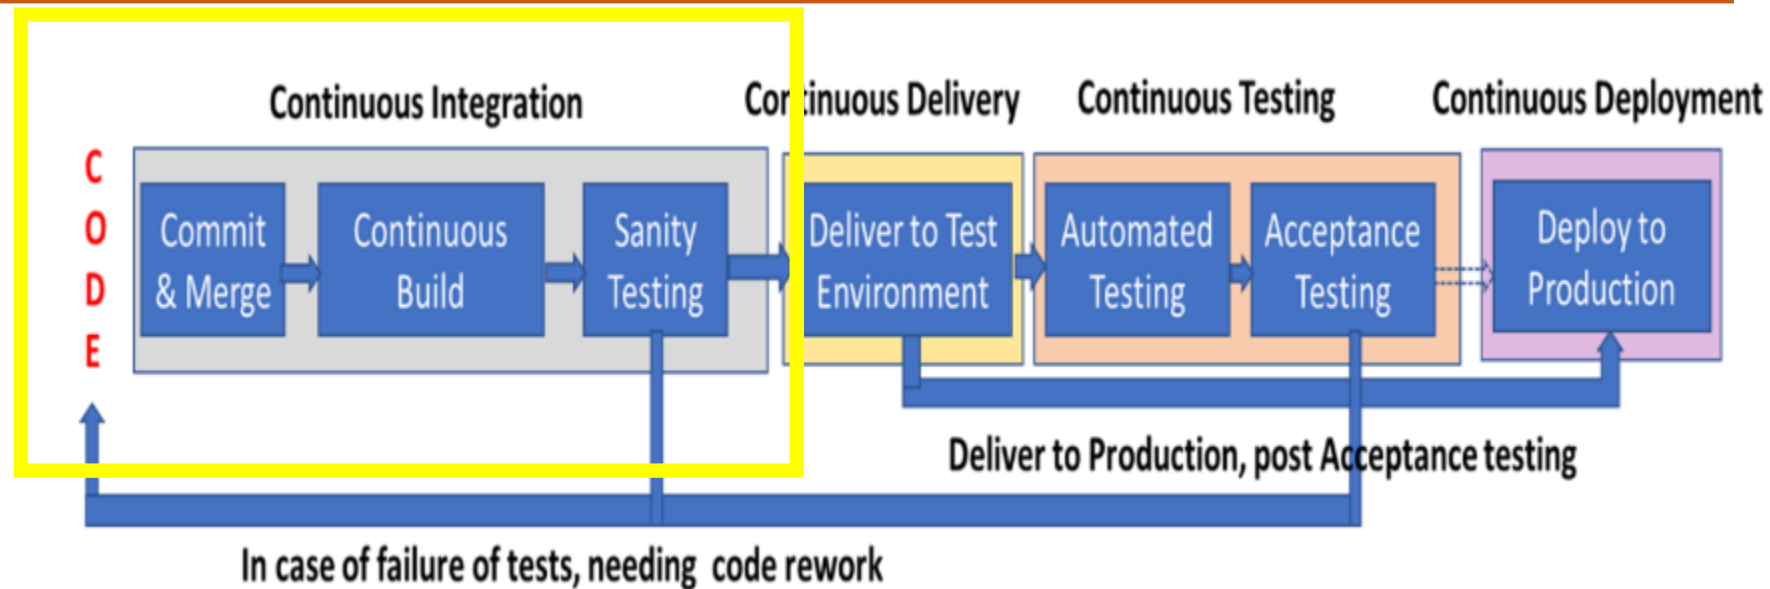 Continuous Integration
Continuous Delivery
Continuous Testing
Continuous Deployment
C
O
D
E
Commit
& Merge
Continuous
Build
Sanity
Testing
Deliver to Test
Environment
Automated
Testing
Acceptance
Testing
Deploy to
Production
Deliver to Production, post Acceptance testing
In case of failure of tests, needing code rework